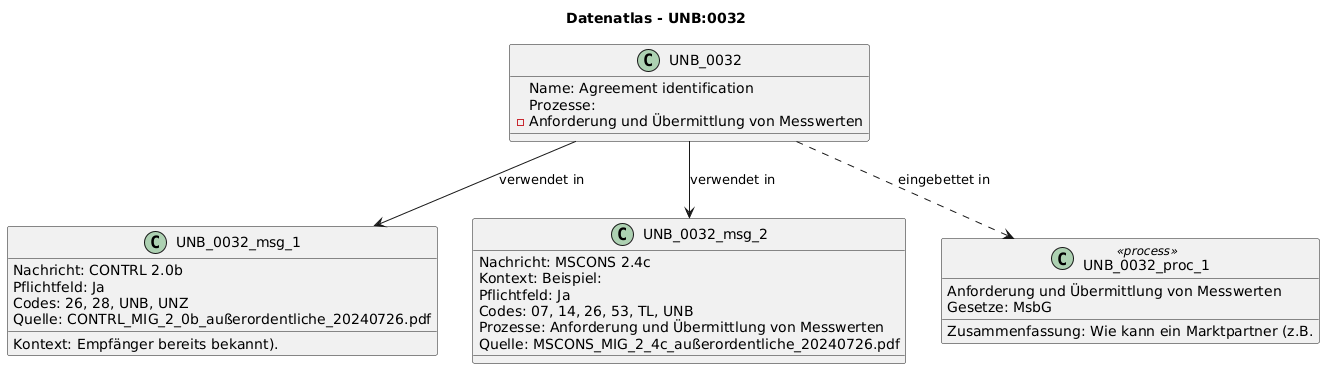 Datenatlas - UNB:0032
C UNB_0032
Name: Agreement identification
Prozesse:
Anforderung und Übermittlung von Messwerten
verwendet in
verwendet in
eingebettet in
C UNB_0032_msg_1
Nachricht: CONTRL 2.0b
Pflichtfeld: Ja
Codes: 26, 28, UNB, UNZ
Quelle: CONTRL_MIG_2_0b_außerordentliche_20240726.pdf
Kontext: Empfänger bereits bekannt).
C UNB_0032_msg_2
Nachricht: MSCONS 2.4c
Kontext: Beispiel:
Pflichtfeld: Ja
Codes: 07, 14, 26, 53, TL, UNB
Prozesse: Anforderung und Übermittlung von Messwerten
Quelle: MSCONS_MIG_2_4c_außerordentliche_20240726.pdf
«process»
C UNB_0032_proc_1
Anforderung und Übermittlung von Messwerten
Gesetze: MsbG
Zusammenfassung: Wie kann ein Marktpartner (z.B.